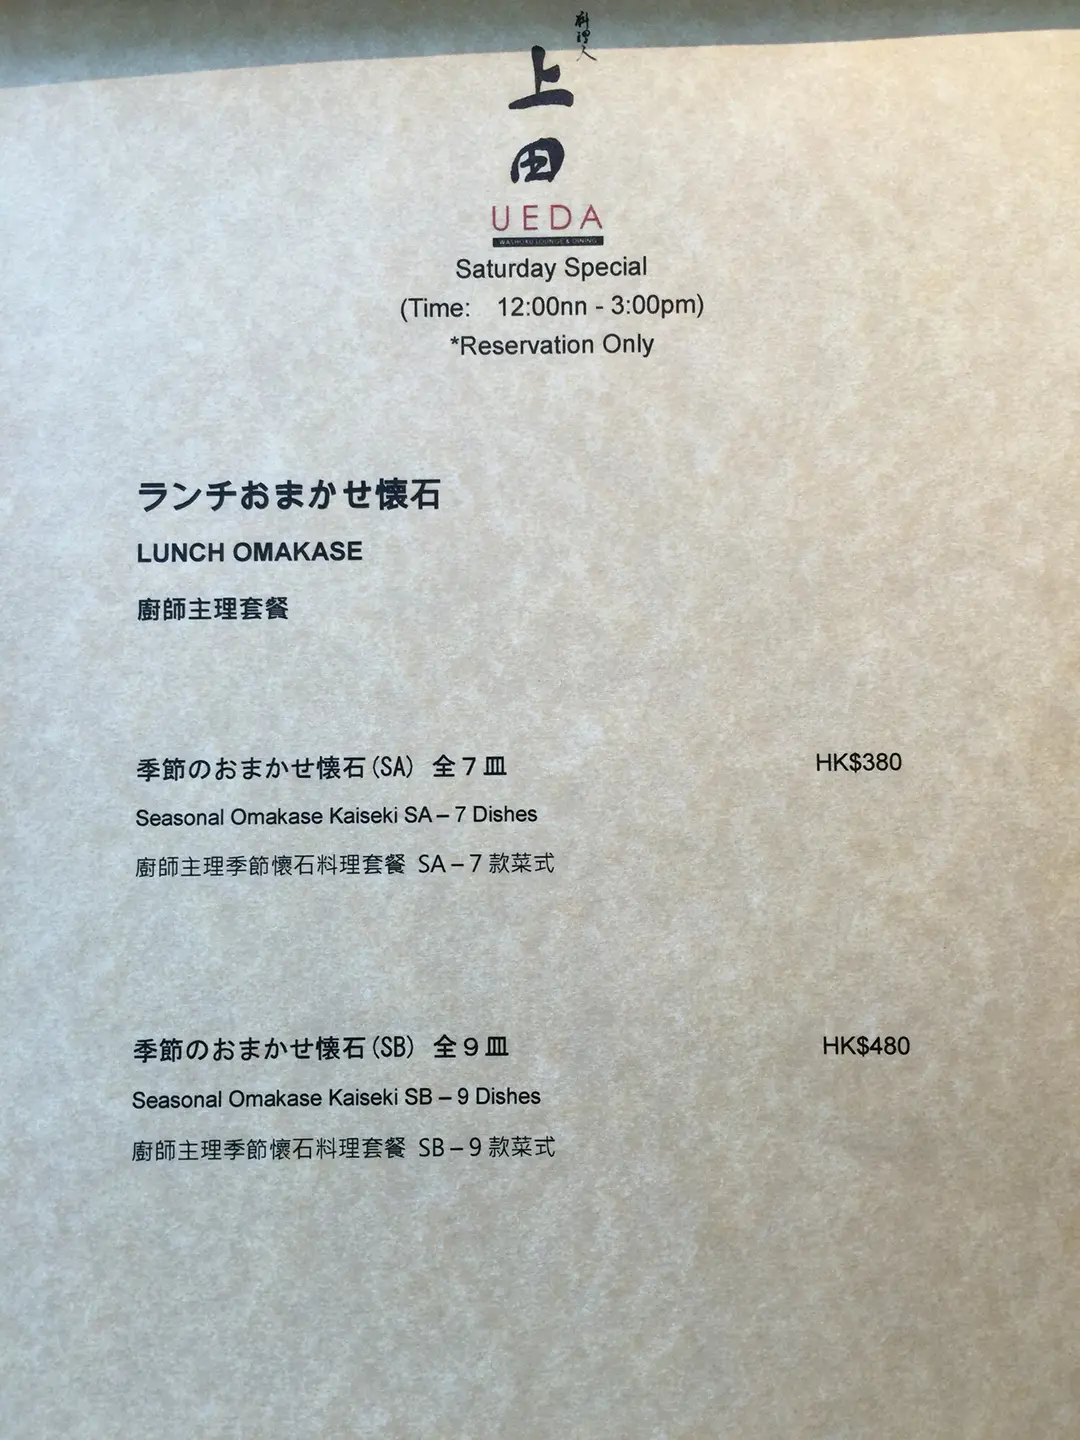 料理人
上田
UEDA
WASHOKU LOUNGE & DINING
Saturday Special
(Time: 12:00nn - 3:00pm)
*Reservation Only
ランチおまかせ懐石
LUNCH OMAKASE
廚師主理套餐
季節のおまかせ懐石(SA) 全７皿 HK$380
Seasonal Omakase Kaiseki SA – 7 Dishes
廚師主理季節懷石料理套餐 SA – 7 款菜式
季節のおまかせ懐石(SB) 全９皿 HK$480
Seasonal Omakase Kaiseki SB – 9 Dishes
廚師主理季節懷石料理套餐 SB – 9 款菜式